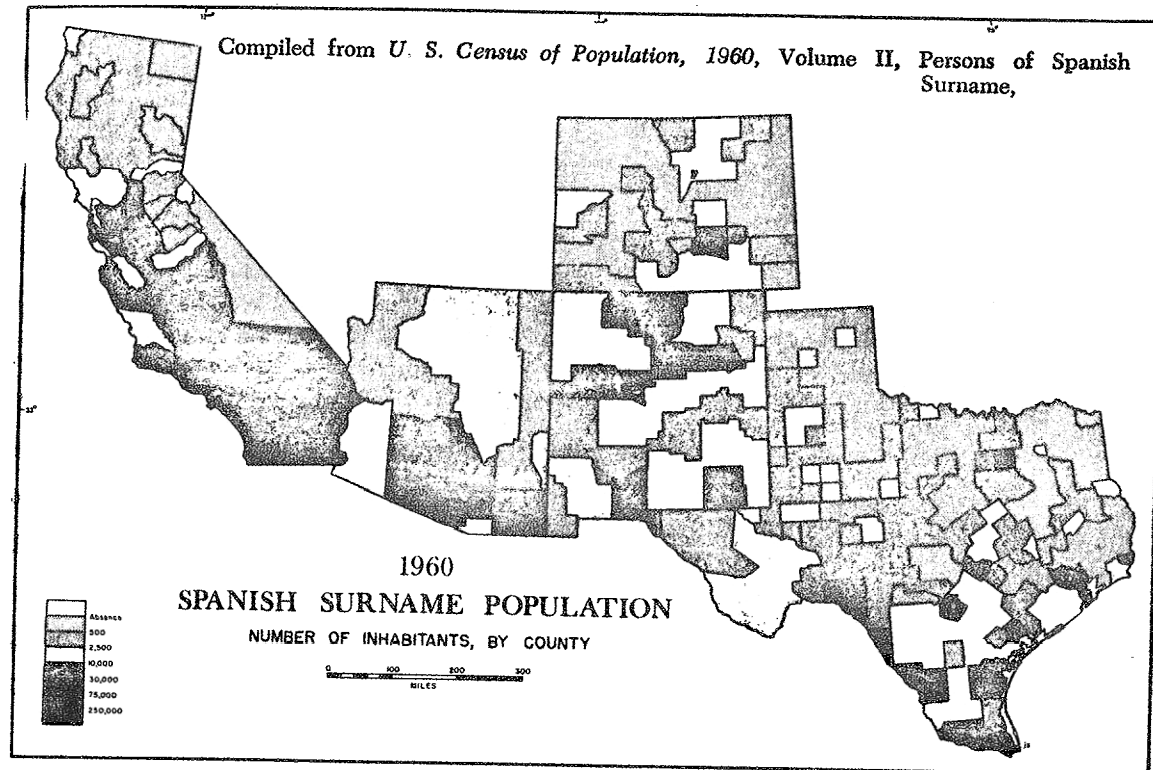 Compiled from U. S. Census of Population, 1960, Volume II, Persons of Spanish
Surname,
33°
1960
SPANISH SURNAME POPULATION
NUMBER OF INHABITANTS, BY COUNTY
0 100 200 300
MILES
Absence
500
2,500
10,000
30,000
75,000
250,000